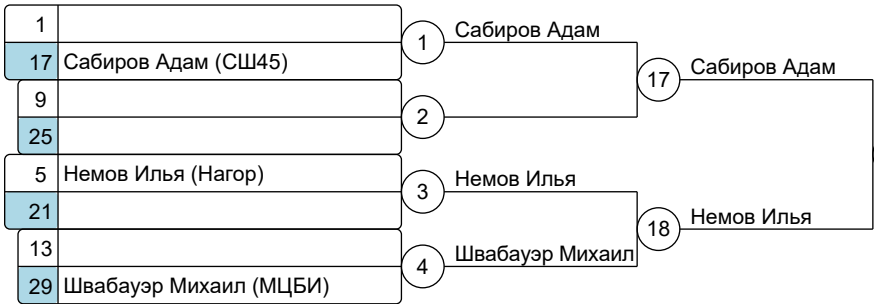 1
Сабиров Адам
17 Сабиров Адам (СШ45)
1
17
Сабиров Адам
9
2
25
5 Немов Илья (Нагор)
3
Немов Илья
21
18
Немов Илья
13
4
Швабауэр Михаил
29 Швабауэр Михаил (МЦБИ)